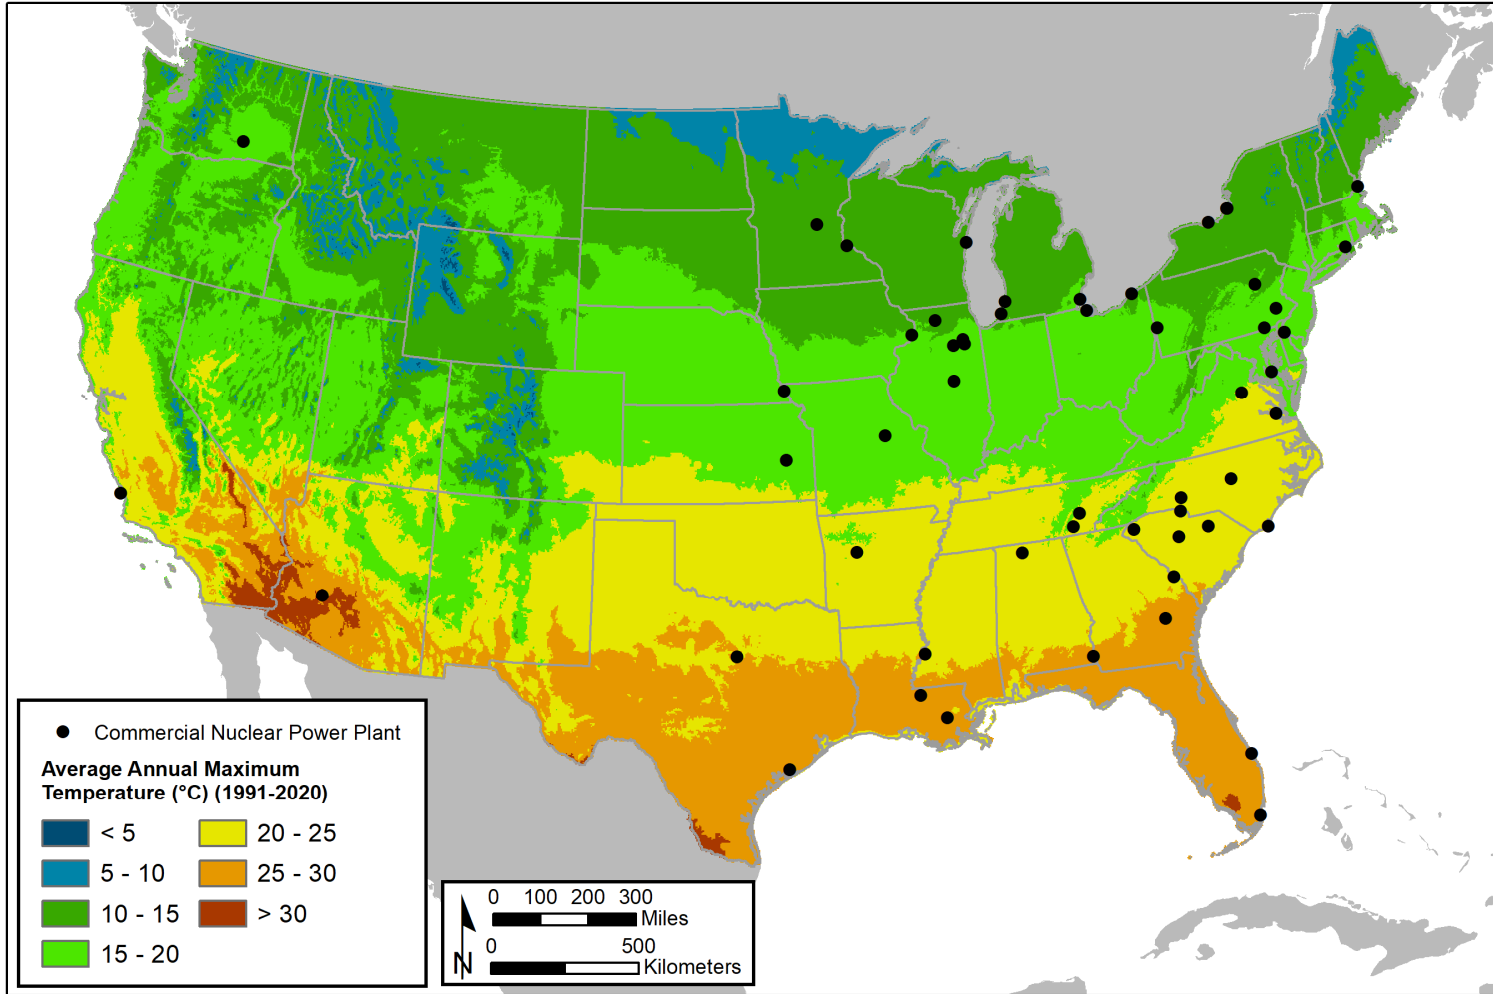 Commercial Nuclear Power Plant
Average Annual Maximum
Temperature (°C) (1991-2020)
< 5
20 - 25
5 - 10
25 - 30
10 - 15
> 30
15 - 20
0 100 200 300
Miles
0 500
Kilometers
N